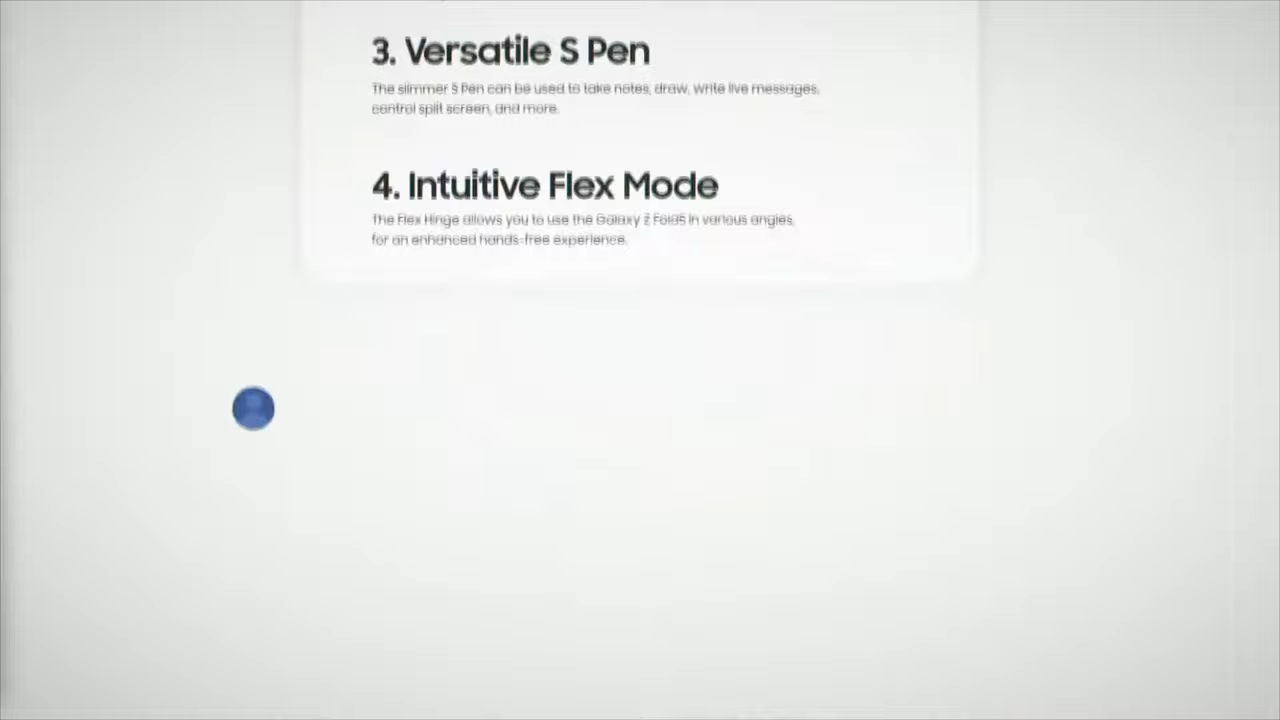 3. Versatile S Pen
The slimmer S Pen can be used to take notes, draw, write live messages,
control split screen, and more.
4. Intuitive Flex Mode
The Flex Hinge allows you to use the Galaxy Z Fold5 in various angles,
for an enhanced hands-free experience.